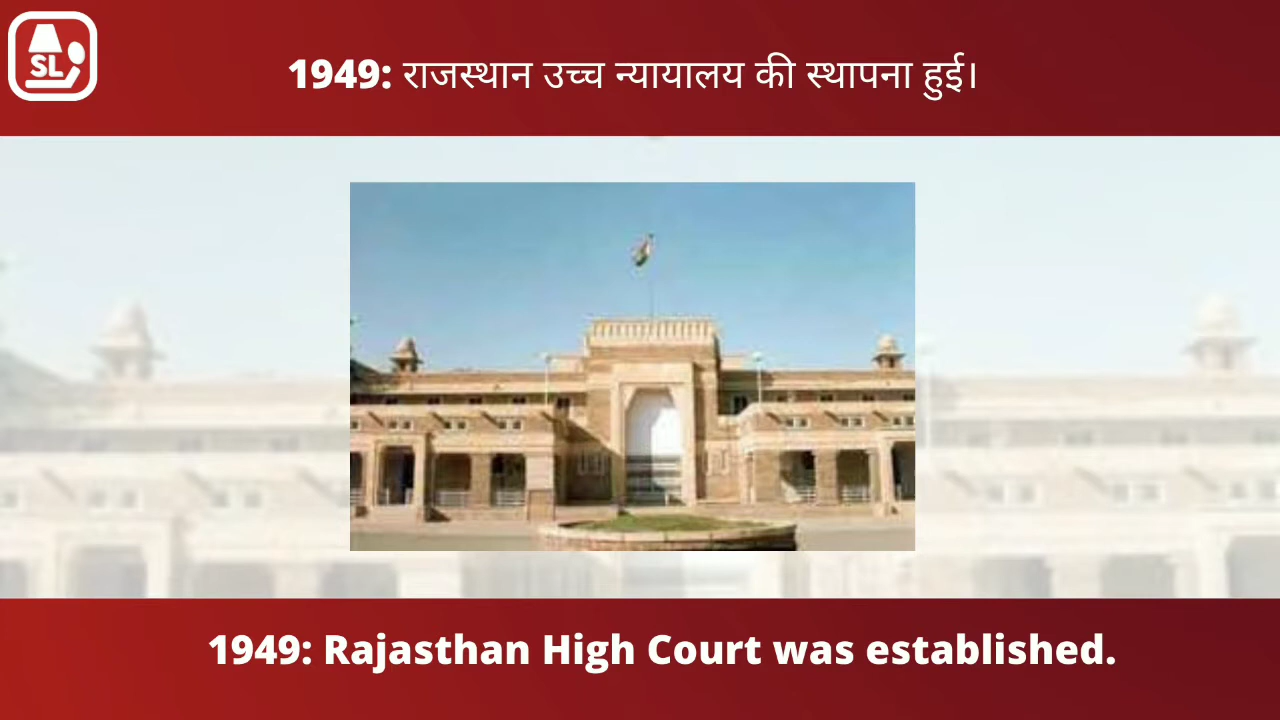 SL
1949: राजस्थान उच्च न्यायालय की स्थापना हुई।
1949: Rajasthan High Court was established.